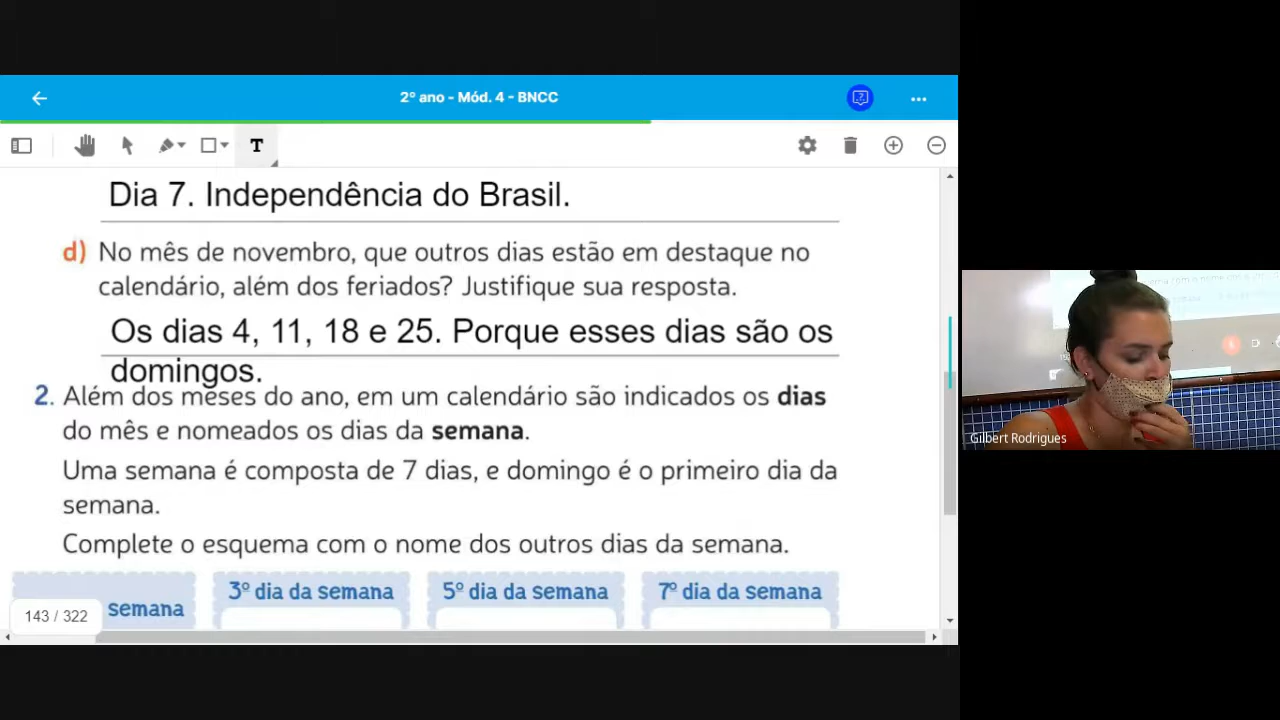 2º ano - Mód. 4 - BNCC
T
Dia 7. Independência do Brasil.
d) No mês de novembro, que outros dias estão em destaque no
calendário, além dos feriados? Justifique sua resposta.
Os dias 4, 11, 18 e 25. Porque esses dias são os
domingos.
2. Além dos meses do ano, em um calendário são indicados os dias
do mês e nomeados os dias da semana.
Uma semana é composta de 7 dias, e domingo é o primeiro dia da
semana.
Complete o esquema com o nome dos outros dias da semana.
semana
3º dia da semana
5º dia da semana
7º dia da semana
143 / 322
Gilbert Rodrigues